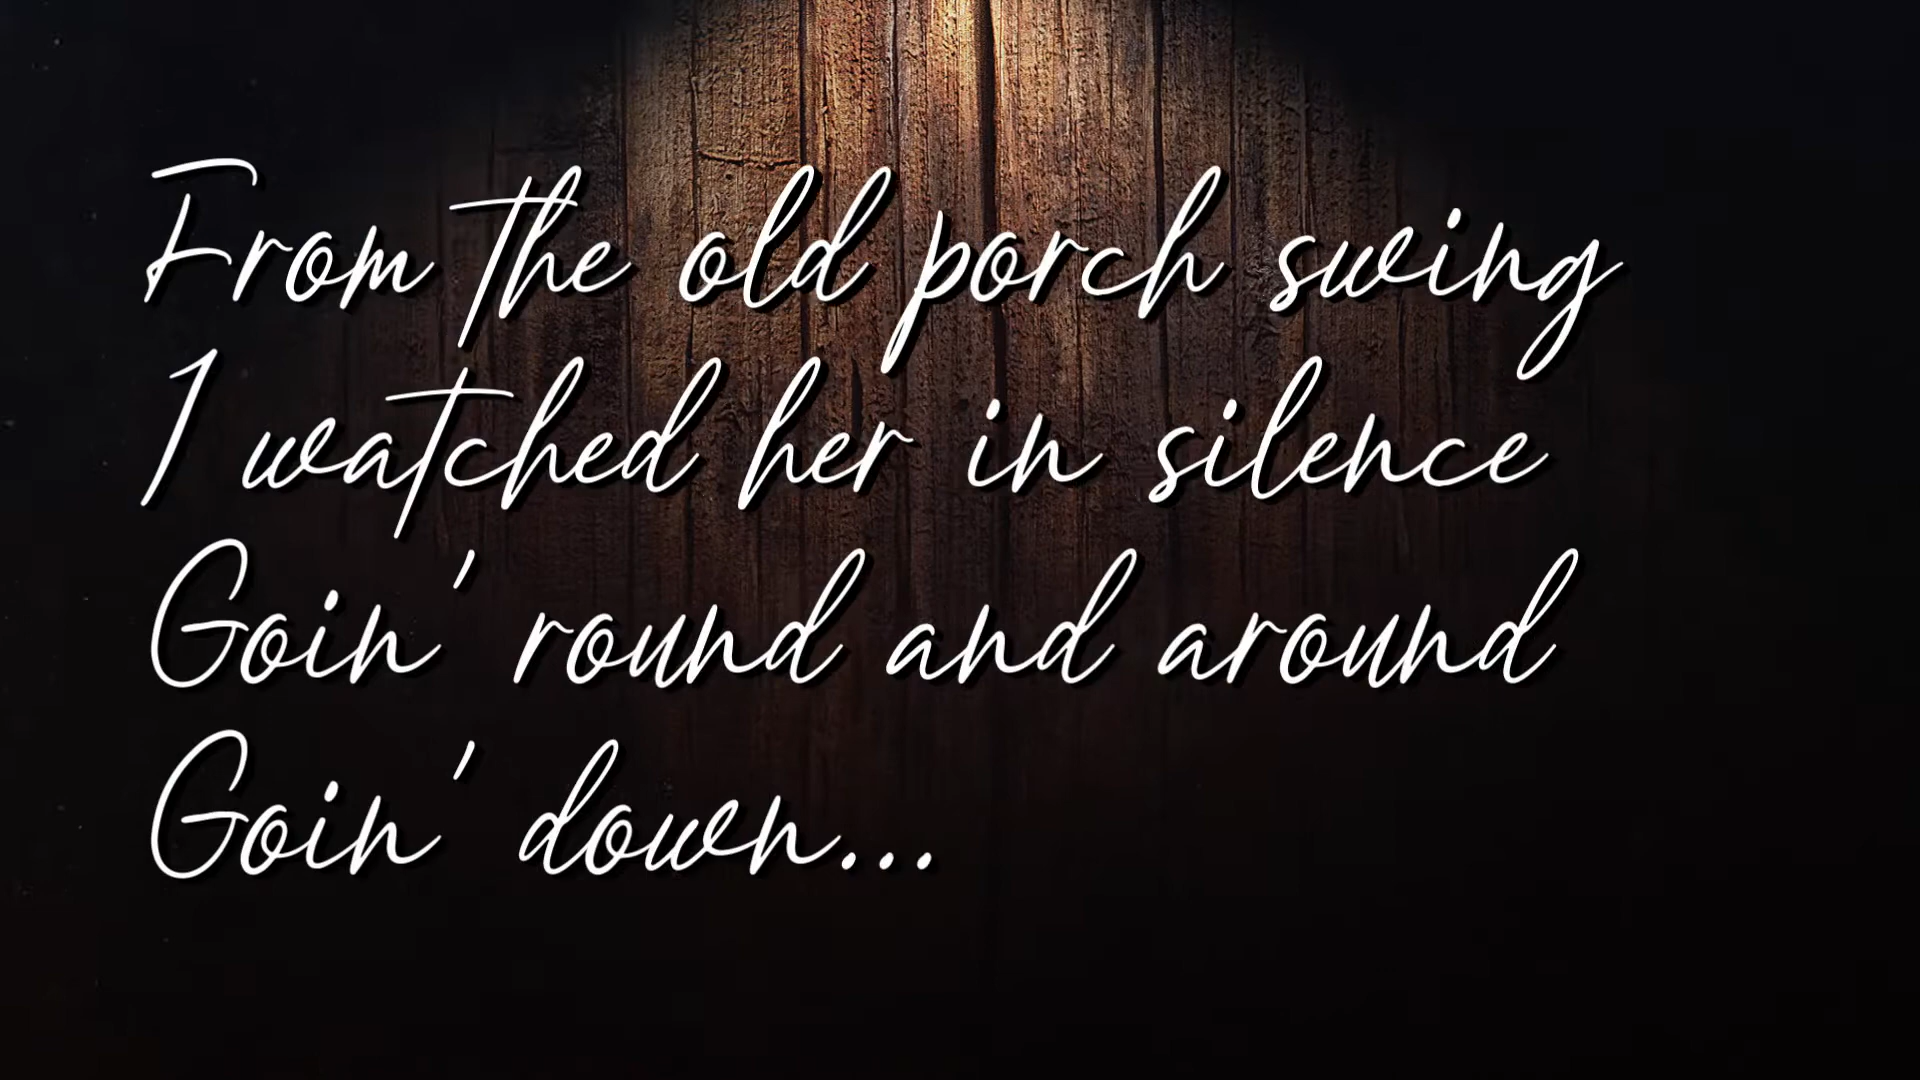 From the old porch swing
I watched her in silence
Goin' round and around
Goin' down...